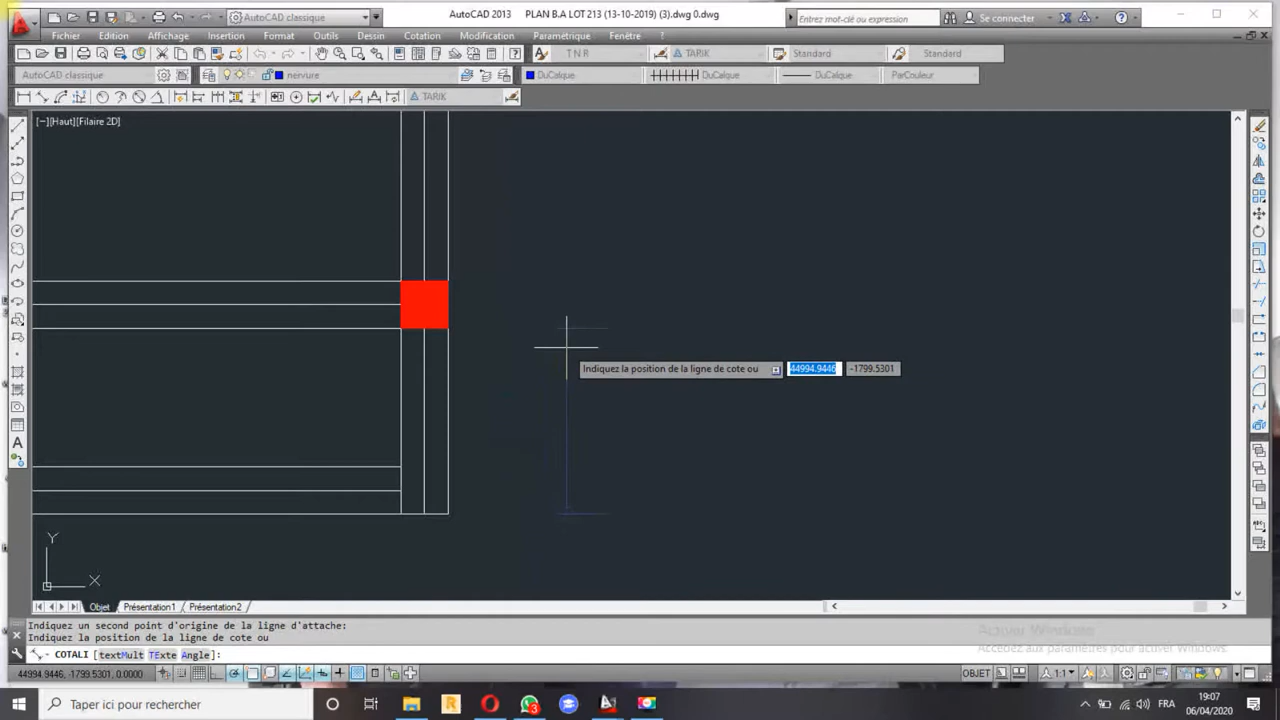 AutoCAD classique
AutoCAD 2013 PLAN B.A LOT 213 (13-10-2019) (3).dwg 0.dwg
Entrez mot-clé ou expression
Se connecter
Fichier Edition Affichage Insertion Format Outils Dessin Cotation Modification Paramétrique Fenêtre ?
T N R
TARIK
Standard
Standard
AutoCAD classique
nervure
DuCalque
DuCalque
DuCalque
ParCouleur
TARIK
[−][Haut][Filaire 2D]
Indiquez la position de la ligne de cote ou
44994.9446
-1799.5301
Y
X
Objet Présentation1 Présentation2
Indiquez un second point d'origine de la ligne d'attache:
Indiquez la position de la ligne de cote ou
COTALI [textMult TExte Angle]:
Activer Windows
Accédez aux paramètres pour activer Windows.
44994.9446, -1799.5301, 0.0000
OBJET
1:1
Taper ici pour rechercher
3
FRA
19:07
06/04/2020